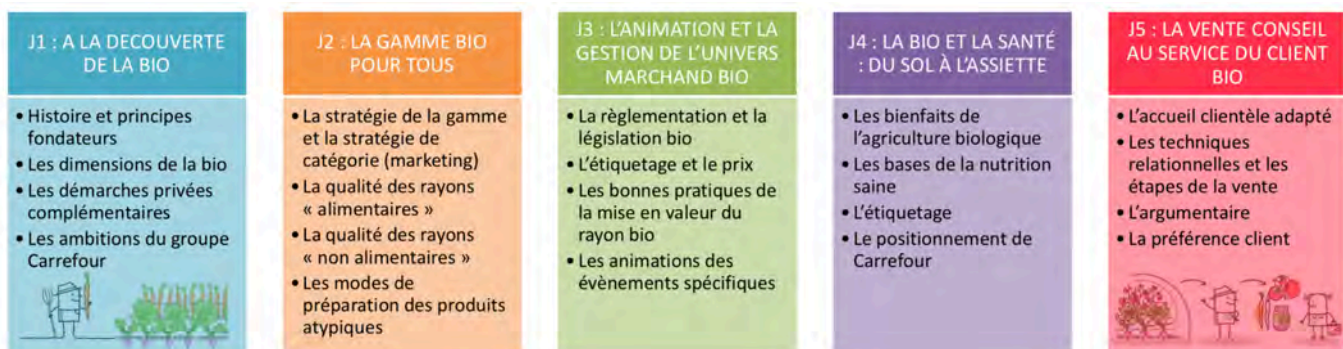 J1 : A LA DECOUVERTE
DE LA BIO
• Histoire et principes
fondateurs
• Les dimensions de la bio
• Les démarches privées
complémentaires
• Les ambitions du groupe
Carrefour
J2 : LA GAMME BIO
POUR TOUS
• La stratégie de la gamme
et la stratégie de
catégorie (marketing)
• La qualité des rayons
« alimentaires »
• La qualité des rayons
« non alimentaires »
• Les modes de
préparation des produits
atypiques
J3 : L'ANIMATION ET LA
GESTION DE L'UNIVERS
MARCHAND BIO
• La règlementation et la
législation bio
• L'étiquetage et le prix
• Les bonnes pratiques de
la mise en valeur du
rayon bio
• Les animations des
évènements spécifiques
J4 : LA BIO ET LA SANTÉ
: DU SOL À L'ASSIETTE
• Les bienfaits de
l'agriculture biologique
• Les bases de la nutrition
saine
• L'étiquetage
• Le positionnement de
Carrefour
J5 : LA VENTE CONSEIL
AU SERVICE DU CLIENT
BIO
• L'accueil clientèle adapté
• Les techniques
relationnelles et les
étapes de la vente
• L'argumentaire
• La préférence client